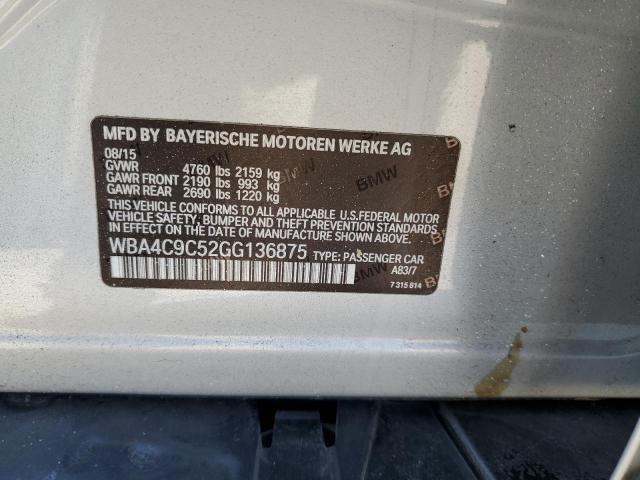 MFD BY BAYERISCHE MOTOREN WERKE AG
08/15
GVWR 4760 lbs 2159 kg
GAWR FRONT 2190 lbs 993 kg
GAWR REAR 2690 lbs 1220 kg
THIS VEHICLE CONFORMS TO ALL APPLICABLE U.S.FEDERAL MOTOR
VEHICLE SAFETY, BUMPER AND THEFT PREVENTION STANDARDS
IN EFFECT ON THE DATE OF MANUFACTURE SHOWN ABOVE.
WBA4C9C52GG136875 TYPE: PASSENGER CAR
A83/7
7 315 814
BMW
BMW
BMW